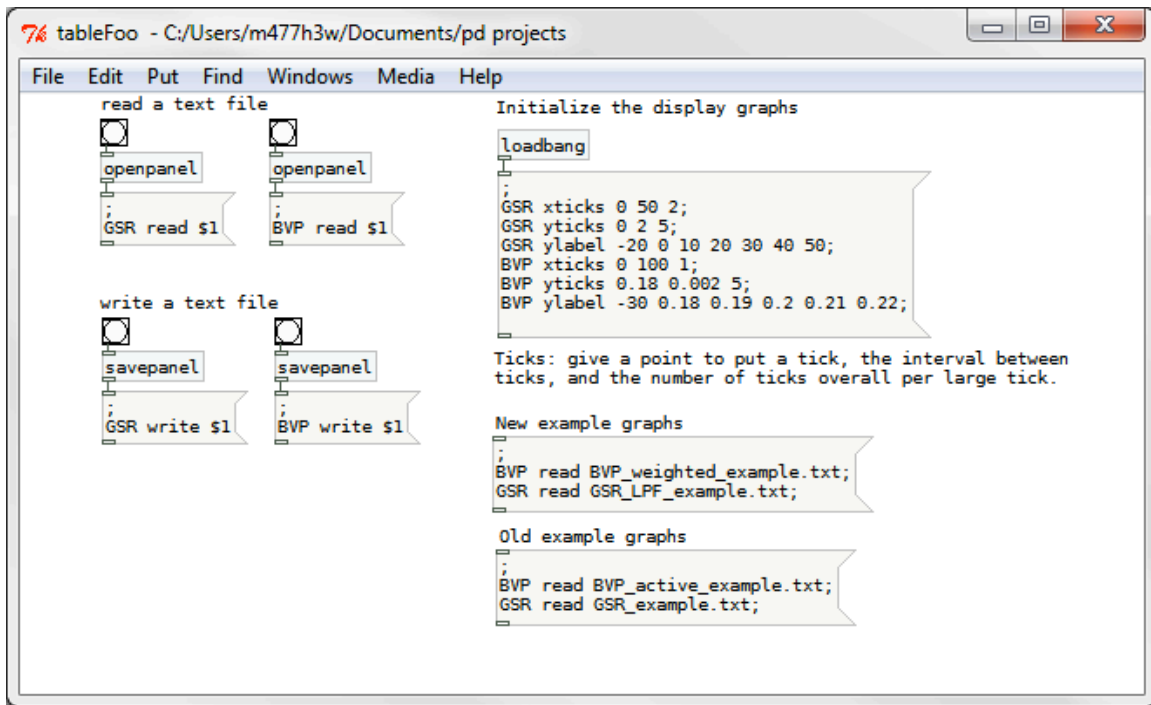 tableFoo - C:/Users/m477h3w/Documents/pd projects
File Edit Put Find Windows Media Help
read a text file
openpanel
openpanel
;
GSR read $1
;
BVP read $1
write a text file
savepanel
savepanel
;
GSR write $1
;
BVP write $1
Initialize the display graphs
loadbang
;
GSR xticks 0 50 2;
GSR yticks 0 2 5;
GSR ylabel -20 0 10 20 30 40 50;
BVP xticks 0 100 1;
BVP yticks 0.18 0.002 5;
BVP ylabel -30 0.18 0.19 0.2 0.21 0.22;
Ticks: give a point to put a tick, the interval between
ticks, and the number of ticks overall per large tick.
New example graphs
;
BVP read BVP_weighted_example.txt;
GSR read GSR_LPF_example.txt;
Old example graphs
;
BVP read BVP_active_example.txt;
GSR read GSR_example.txt;